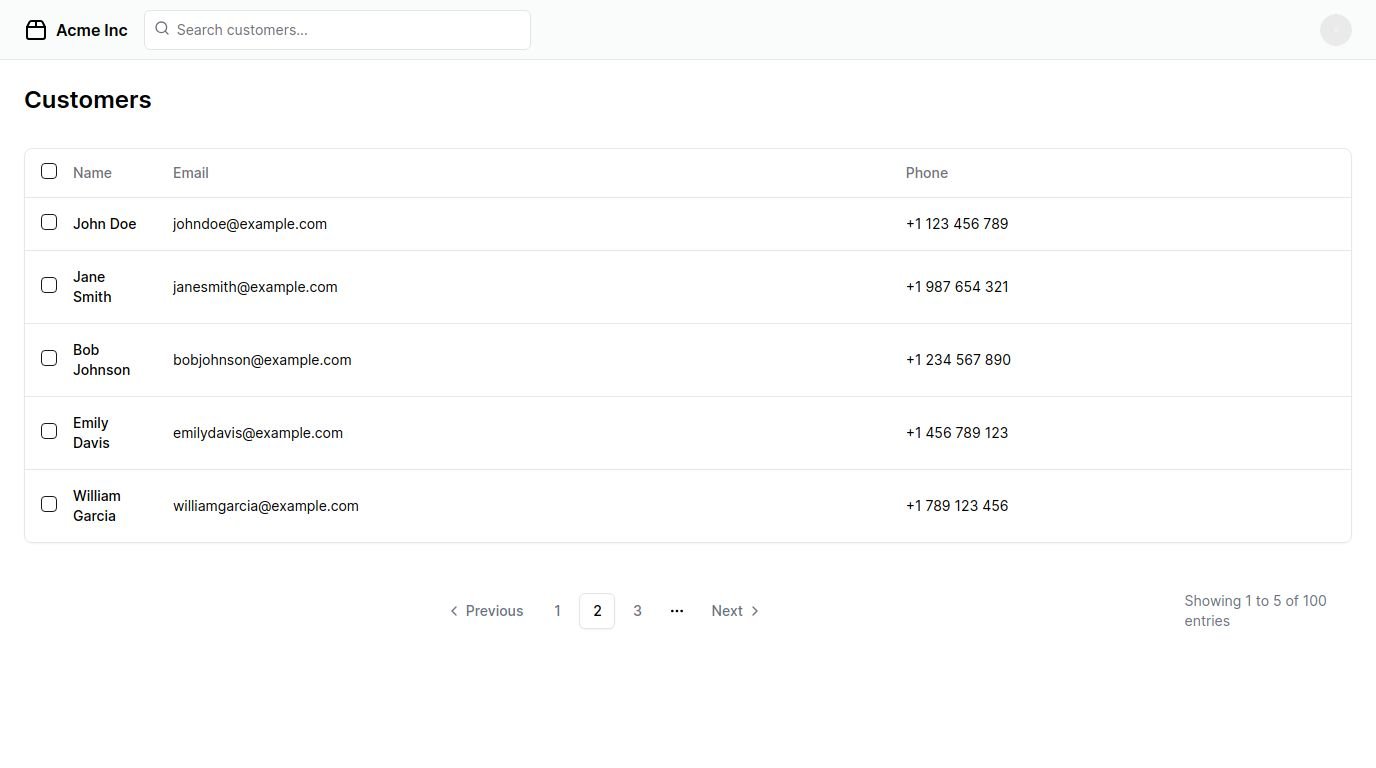 Acme Inc
Search customers...
Customers
Name Email Phone
John Doe johndoe@example.com +1 123 456 789
Jane
Smith janesmith@example.com +1 987 654 321
Bob
Johnson bobjohnson@example.com +1 234 567 890
Emily
Davis emilydavis@example.com +1 456 789 123
William
Garcia williamgarcia@example.com +1 789 123 456
Previous 1 2 3 ... Next
Showing 1 to 5 of 100
entries